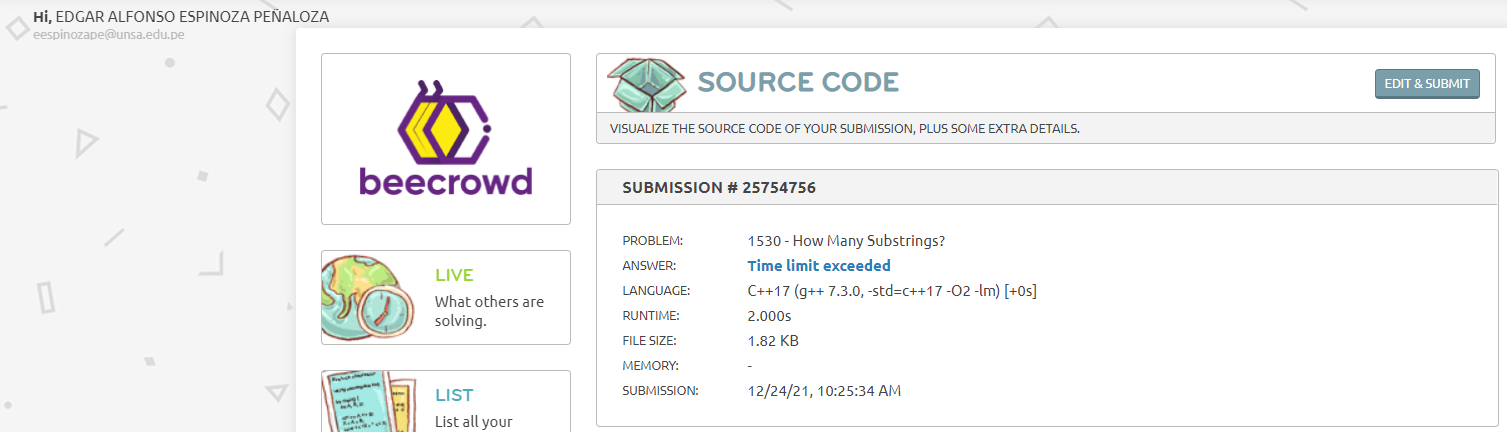 Hi, EDGAR ALFONSO ESPINOZA PEÑALOZA
eespinozape@unsa.edu.pe
beecrowd
LIVE
What others are
solving.
LIST
List all your
SOURCE CODE
EDIT & SUBMIT
VISUALIZE THE SOURCE CODE OF YOUR SUBMISSION, PLUS SOME EXTRA DETAILS.
SUBMISSION # 25754756
PROBLEM: 1530 - How Many Substrings?
ANSWER: Time limit exceeded
LANGUAGE: C++17 (g++ 7.3.0, -std=c++17 -O2 -lm) [+0s]
RUNTIME: 2.000s
FILE SIZE: 1.82 KB
MEMORY: -
SUBMISSION: 12/24/21, 10:25:34 AM